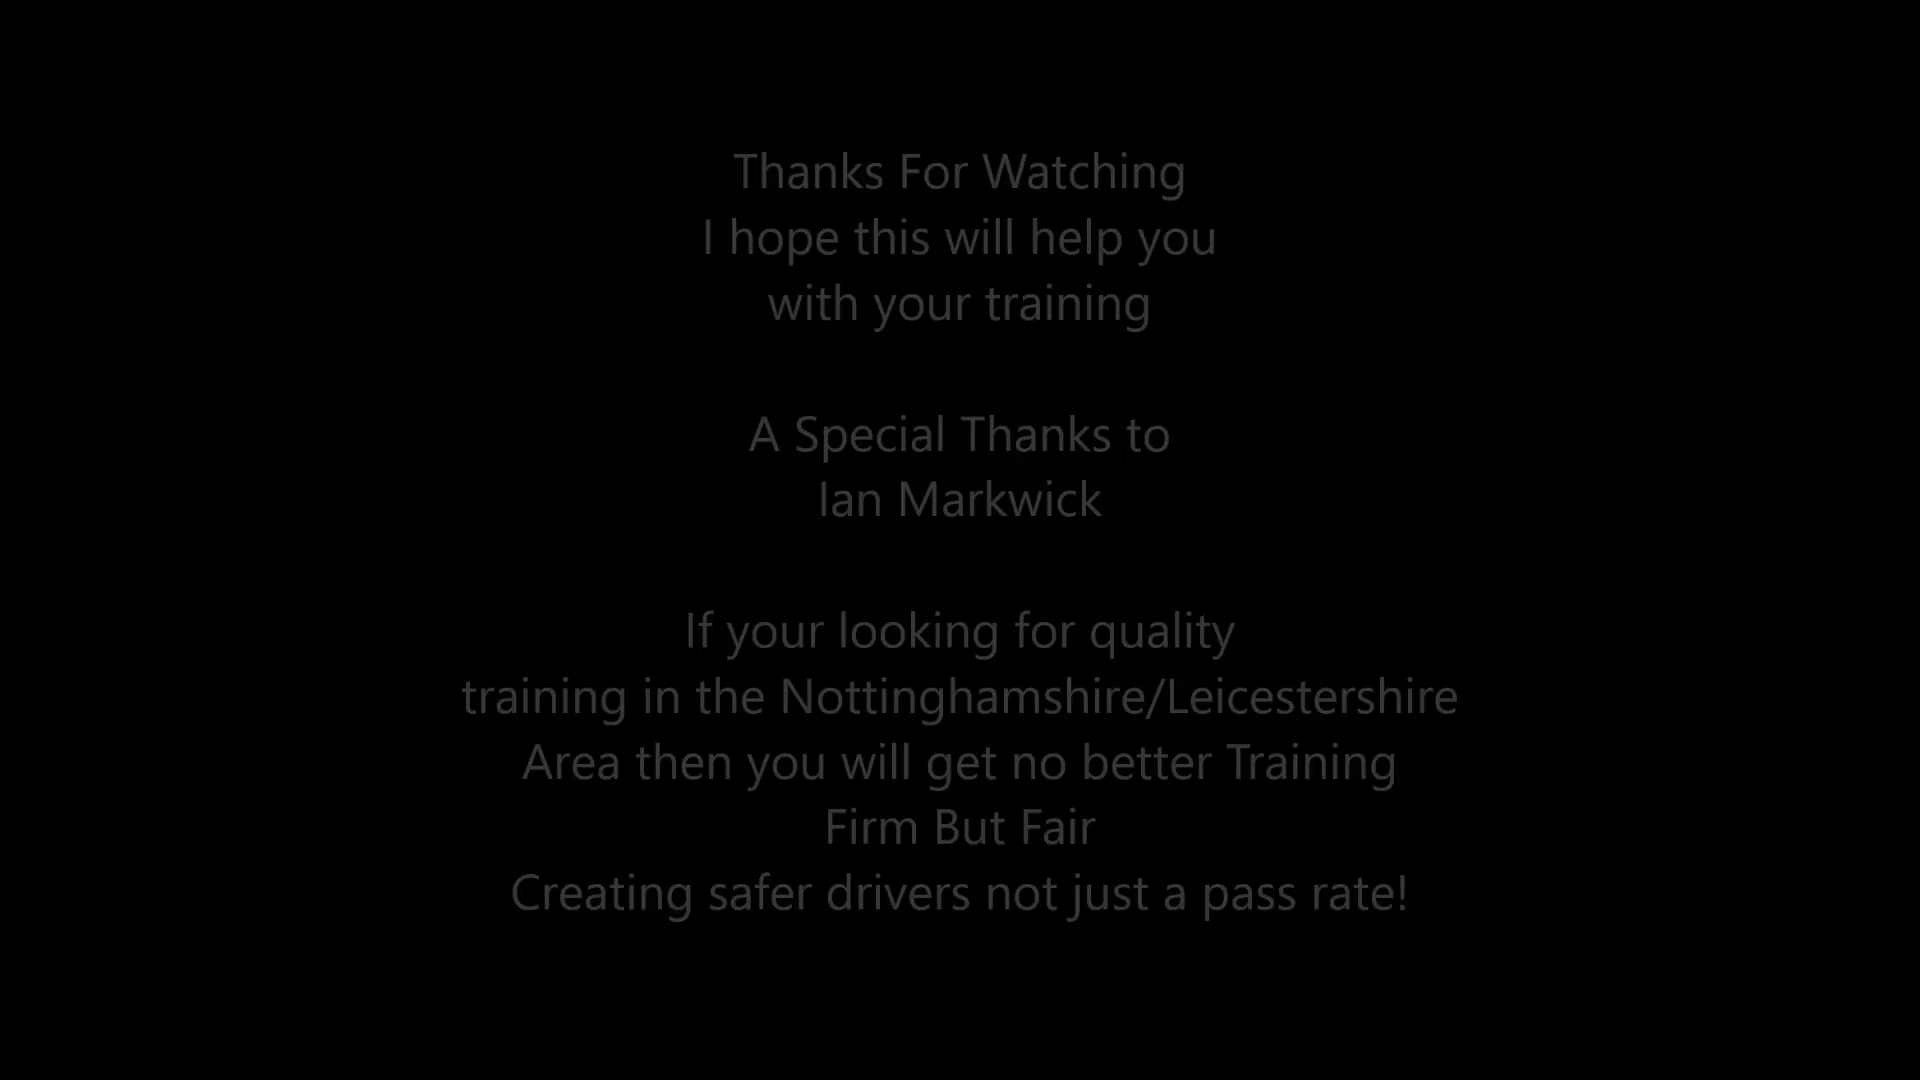 Thanks For Watching
I hope this will help you
with your training
A Special Thanks to
Ian Markwick
If your looking for quality
training in the Nottinghamshire/Leicestershire
Area then you will get no better Training
Firm But Fair
Creating safer drivers not just a pass rate!